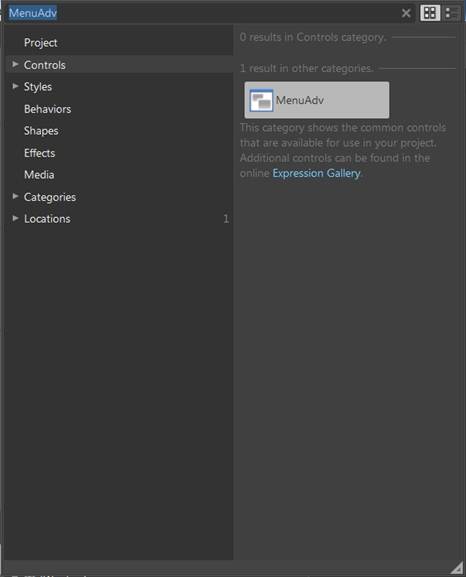 MenuAdv
Project
Controls
Styles
Behaviors
Shapes
Effects
Media
Categories
Locations 1
0 results in Controls category.
1 result in other categories.
MenuAdv
This category shows the common controls
that are available for use in your project.
Additional controls can be found in the
online Expression Gallery.